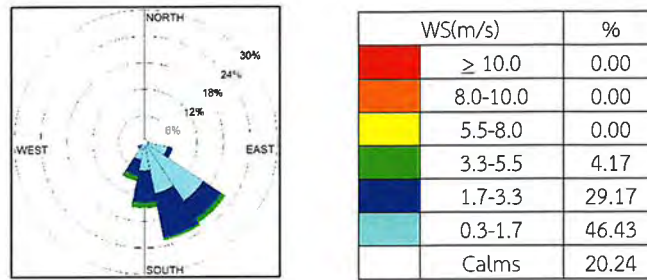 NORTH
30%
24%
18%
12%
6%
WEST
EAST
SOUTH
WS(m/s) %
≥ 10.0 0.00
8.0-10.0 0.00
5.5-8.0 0.00
3.3-5.5 4.17
1.7-3.3 29.17
0.3-1.7 46.43
Calms 20.24